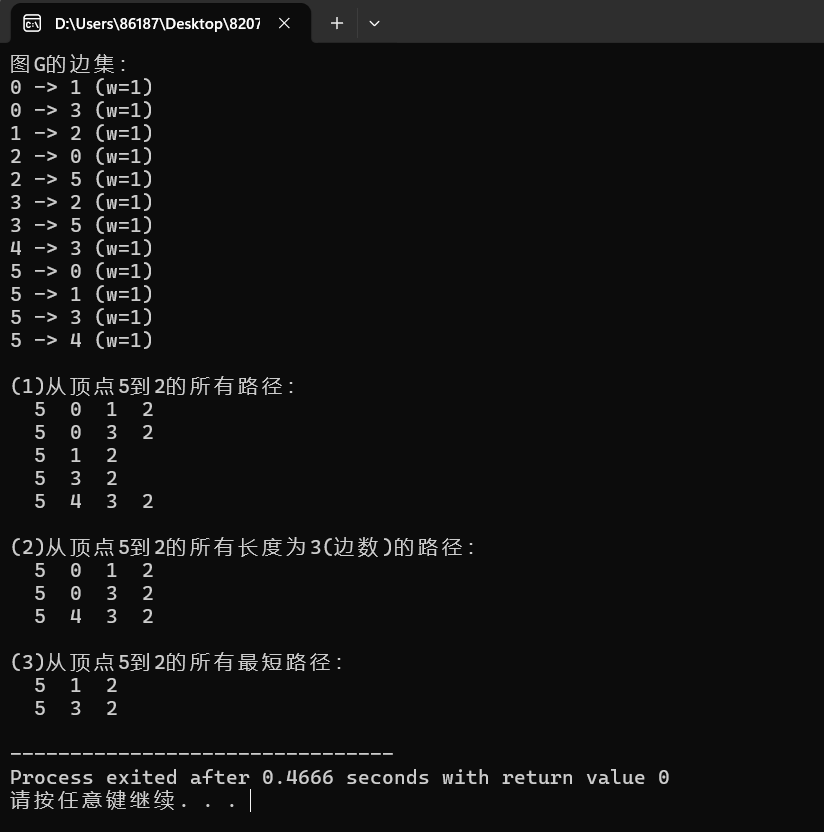 D:\Users\86187\Desktop\8207
图G的边集:
0 -> 1 (w=1)
0 -> 3 (w=1)
1 -> 2 (w=1)
2 -> 0 (w=1)
2 -> 5 (w=1)
3 -> 2 (w=1)
3 -> 5 (w=1)
4 -> 3 (w=1)
5 -> 0 (w=1)
5 -> 1 (w=1)
5 -> 3 (w=1)
5 -> 4 (w=1)
(1)从顶点5到2的所有路径:
5 0 1 2
5 0 3 2
5 1 2
5 3 2
5 4 3 2
(2)从顶点5到2的所有长度为3(边数)的路径:
5 0 1 2
5 0 3 2
5 4 3 2
(3)从顶点5到2的所有最短路径:
5 1 2
5 3 2
--------------------------------
Process exited after 0.4666 seconds with return value 0
请按任意键继续. . .